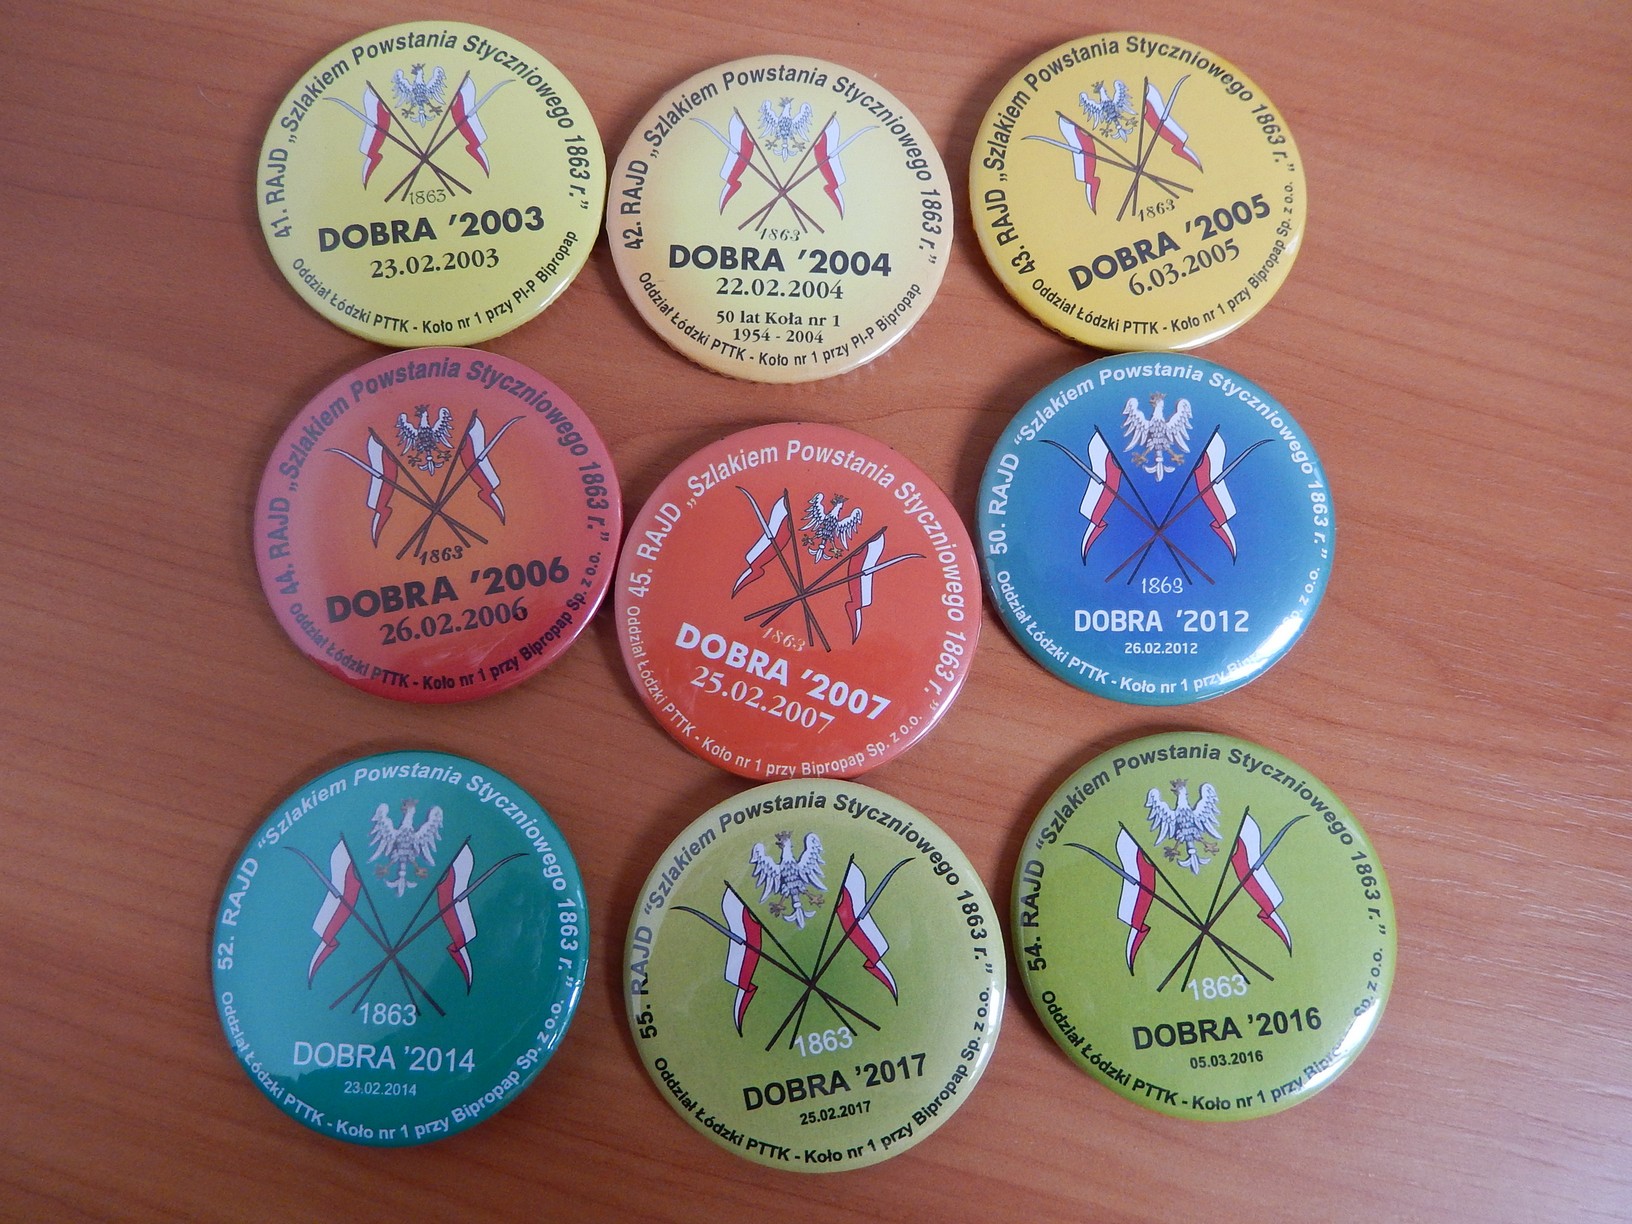 41. RAJD „Szlakiem Powstania Styczniowego 1863 r.”
1863
DOBRA '2003
23.02.2003
Oddział Łódzki PTTK - Koło nr 1 przy PI-P Bipropap
42. RAJD „Szlakiem Powstania Styczniowego 1863 r.”
1863
DOBRA '2004
22.02.2004
50 lat Koła nr 1
1954 - 2004
Oddział Łódzki PTTK - Koło nr 1 przy PI-P Bipropap
43. RAJD „Szlakiem Powstania Styczniowego 1863 r.”
1863
DOBRA '2005
6.03.2005
Oddział Łódzki PTTK - Koło nr 1 przy Bipropap Sp. z o.o.
44. RAJD „Szlakiem Powstania Styczniowego 1863 r.”
1863
DOBRA '2006
26.02.2006
Oddział Łódzki PTTK - Koło nr 1 przy Bipropap Sp. z o.o.
45. RAJD „Szlakiem Powstania Styczniowego 1863 r.”
1863
DOBRA '2007
25.02.2007
Oddział Łódzki PTTK - Koło nr 1 przy Bipropap Sp. z o.o.
50. RAJD “Szlakiem Powstania Styczniowego 1863 r.”
1863
DOBRA '2012
26.02.2012
Oddział Łódzki PTTK - Koło nr 1 przy Bipropap Sp. z o.o.
52. RAJD “Szlakiem Powstania Styczniowego 1863 r.”
1863
DOBRA '2014
23.02.2014
Oddział Łódzki PTTK - Koło nr 1 przy Bipropap Sp. z o.o.
55. RAJD “Szlakiem Powstania Styczniowego 1863 r.”
1863
DOBRA '2017
25.02.2017
Oddział Łódzki PTTK - Koło nr 1 przy Bipropap Sp. z o.o.
54. RAJD “Szlakiem Powstania Styczniowego 1863 r.”
1863
DOBRA '2016
05.03.2016
Oddział Łódzki PTTK - Koło nr 1 przy Bipropap Sp. z o.o.